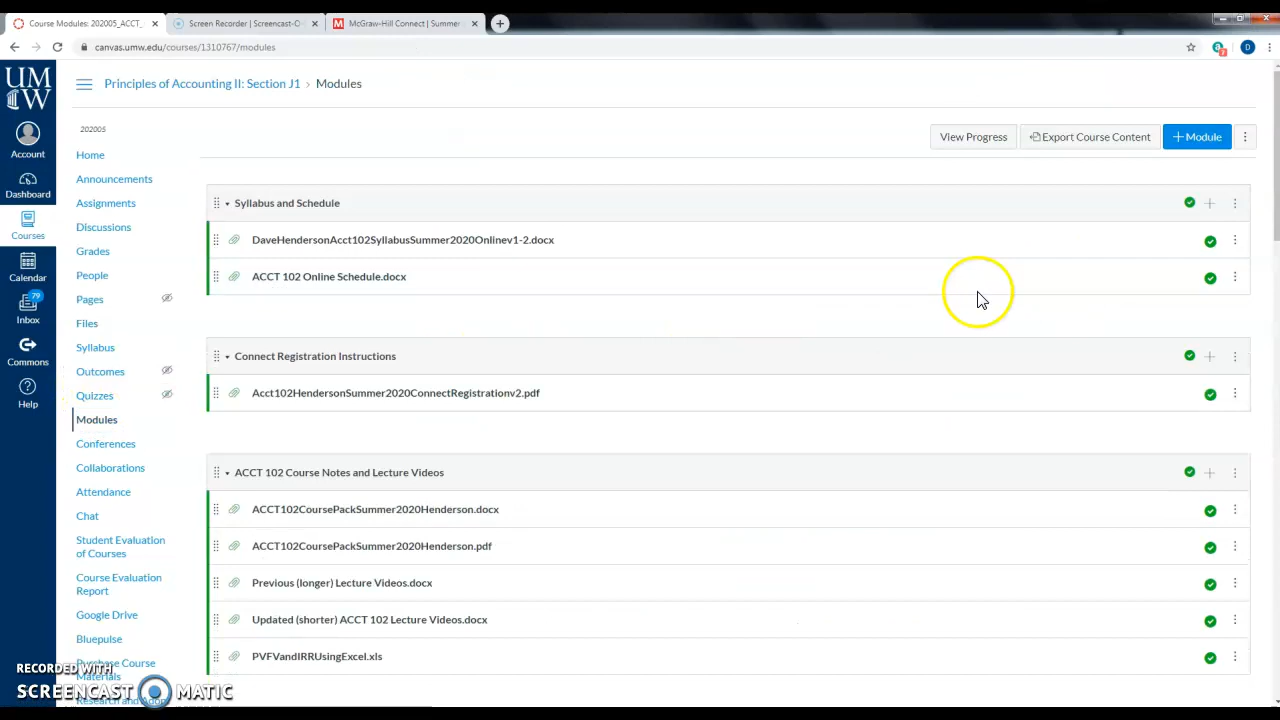 Course Modules: 202005_ACCT_
Screen Recorder | Screencast-O-
McGraw-Hill Connect | Summer
canvas.umw.edu/courses/1310767/modules
D
UMW
Principles of Accounting II: Section J1 › Modules
202005
View Progress
Export Course Content
+ Module
Account
Dashboard
Courses
Calendar
79
Inbox
Commons
Help
Home
Announcements
Assignments
Discussions
Grades
People
Pages
Files
Syllabus
Outcomes
Quizzes
Modules
Conferences
Collaborations
Attendance
Chat
Student Evaluation
of Courses
Course Evaluation
Report
Google Drive
Bluepulse
Purchase Course
Materials
Syllabus and Schedule
DaveHendersonAcct102SyllabusSummer2020Onlinev1-2.docx
ACCT 102 Online Schedule.docx
Connect Registration Instructions
Acct102HendersonSummer2020ConnectRegistrationv2.pdf
ACCT 102 Course Notes and Lecture Videos
ACCT102CoursePackSummer2020Henderson.docx
ACCT102CoursePackSummer2020Henderson.pdf
Previous (longer) Lecture Videos.docx
Updated (shorter) ACCT 102 Lecture Videos.docx
PVFVandIRRUsingExcel.xls
RECORDED WITH
SCREENCAST MATIC